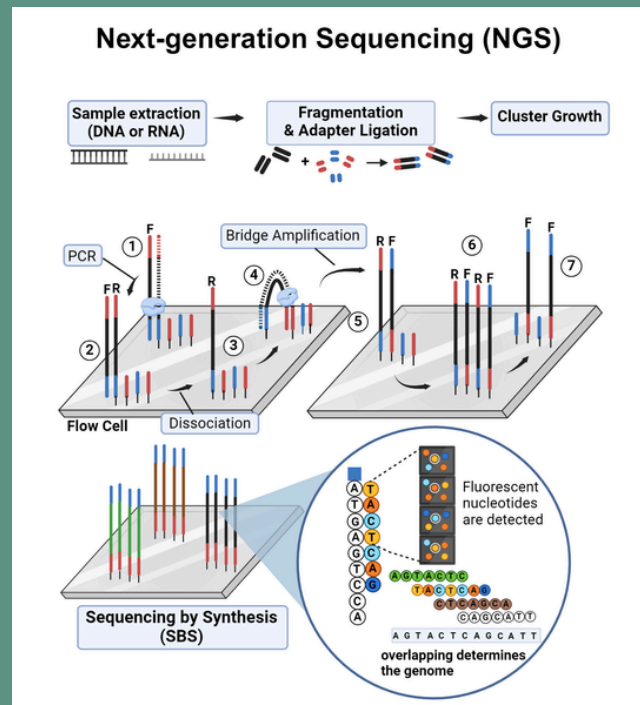 Next-generation Sequencing (NGS)
Sample extraction
(DNA or RNA)
Fragmentation
& Adapter Ligation
Cluster Growth
+
F
1
PCR
Bridge Amplification
R F
6
F
F
7
F R
R
4
R F R F
2
3
5
Flow Cell
Dissociation
A T
T A
G C
A T
G C
T A
C G
C
A
Fluorescent
nucleotides
are detected
A G T A C T C
T A C T C A G
C T C A G C A
C A G C A T T
A G T A C T C A G C A T T
overlapping determines
the genome
Sequencing by Synthesis
(SBS)